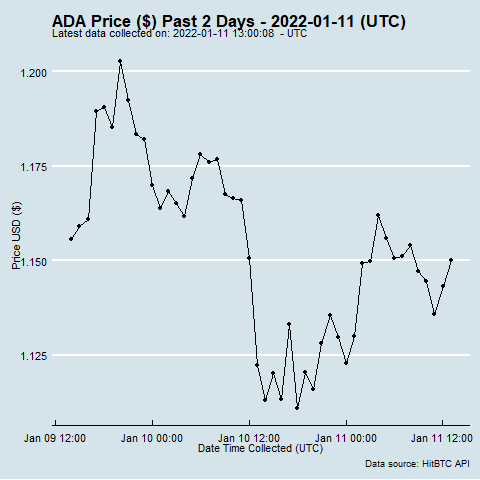 ADA Price ($) Past 2 Days - 2022-01-11 (UTC)
Latest data collected on: 2022-01-11 13:00:08  - UTC
1.200
1.175
1.150
1.125
Price USD ($)
Jan 09 12:00 Jan 10 00:00 Jan 10 12:00 Jan 11 00:00 Jan 11 12:00
Date Time Collected (UTC)
Data source: HitBTC API